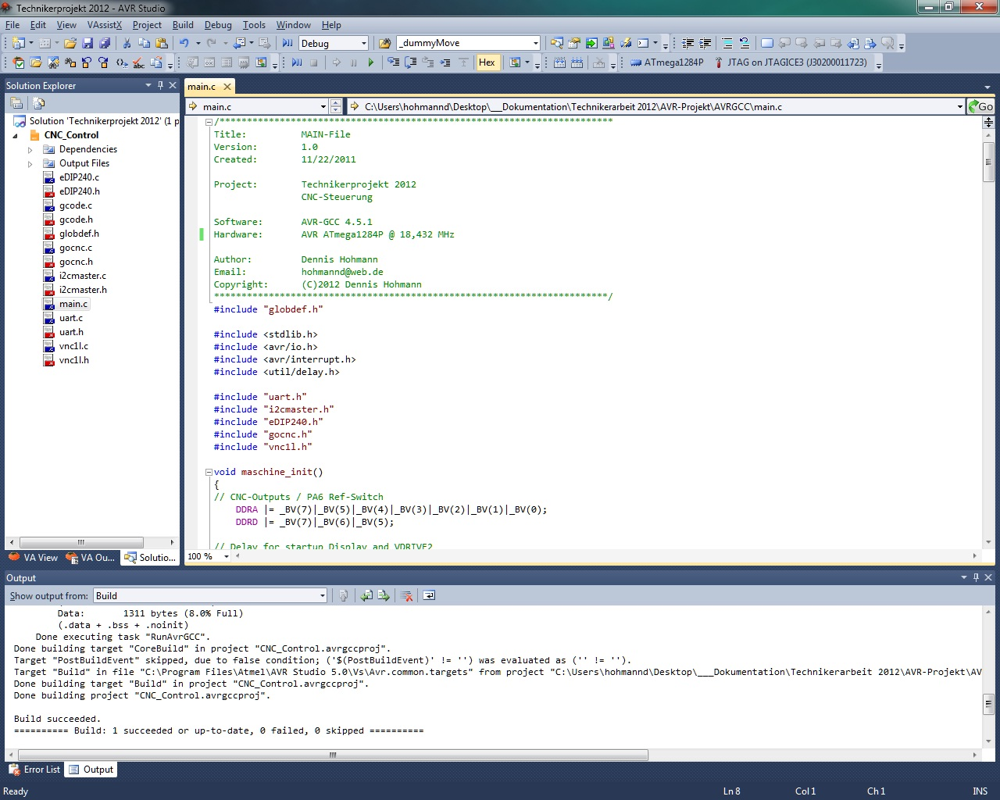 Technikerprojekt 2012 - AVR Studio
File Edit View VAssistX Project Build Debug Tools Window Help
Debug _dummyMove
Hex ATmega1284P JTAG on JTAGICE3 (J30200011723)
Solution Explorer
Solution 'Technikerprojekt 2012' (1 p
CNC_Control
Dependencies
Output Files
eDIP240.c
eDIP240.h
gcode.c
gcode.h
globdef.h
gocnc.c
gocnc.h
i2cmaster.c
i2cmaster.h
main.c
uart.c
uart.h
vnc1l.c
vnc1l.h
VA View VA Ou... Solutio...
main.c
main.c C:\Users\hohmannd\Desktop\___Dokumentation\Technikerarbeit 2012\AVR-Projekt\AVRGCC\main.c Go
/************************************************************************
Title: MAIN-File
Version: 1.0
Created: 11/22/2011
Project: Technikerprojekt 2012
CNC-Steuerung
Software: AVR-GCC 4.5.1
Hardware: AVR ATmega1284P @ 18,432 MHz
Author: Dennis Hohmann
Email: hohmannd@web.de
Copyright: (C)2012 Dennis Hohmann
************************************************************************/
#include "globdef.h"
#include <stdlib.h>
#include <avr/io.h>
#include <avr/interrupt.h>
#include <util/delay.h>
#include "uart.h"
#include "i2cmaster.h"
#include "eDIP240.h"
#include "gocnc.h"
#include "vnc1l.h"
void maschine_init()
{
// CNC-Outputs / PA6 Ref-Switch
DDRA |= _BV(7)|_BV(5)|_BV(4)|_BV(3)|_BV(2)|_BV(1)|_BV(0);
DDRD |= _BV(7)|_BV(6)|_BV(5);
// Delay for startup Display and VDRIVE2
100 %
Output
Show output from: Build
Data: 1311 bytes (8.0% Full)
(.data + .bss + .noinit)
Done executing task "RunAvrGCC".
Done building target "CoreBuild" in project "CNC_Control.avrgccproj".
Target "PostBuildEvent" skipped, due to false condition; ('$(PostBuildEvent)' != '') was evaluated as ('' != '').
Target "Build" in file "C:\Program Files\Atmel\AVR Studio 5.0\Vs\Avr.common.targets" from project "C:\Users\hohmannd\Desktop\___Dokumentation\Technikerarbeit 2012\AVR-Projekt\AV
Done building target "Build" in project "CNC_Control.avrgccproj".
Done building project "CNC_Control.avrgccproj".
Build succeeded.
========== Build: 1 succeeded or up-to-date, 0 failed, 0 skipped ==========
Error List Output
Ready Ln 8 Col 1 Ch 1 INS